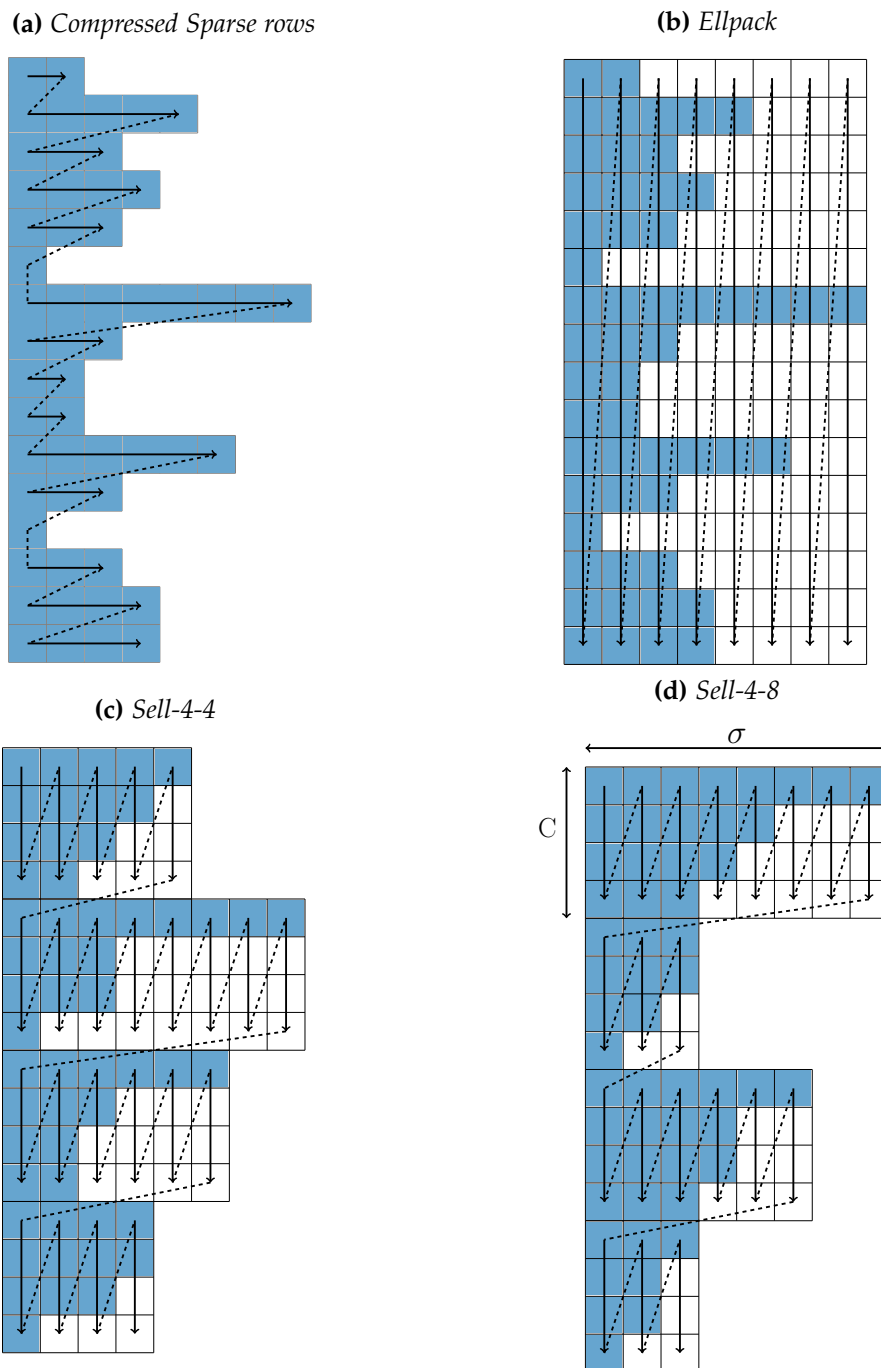 (a) Compressed Sparse rows
(b) Ellpack
(c) Sell-4-4
(d) Sell-4-8
σ
C